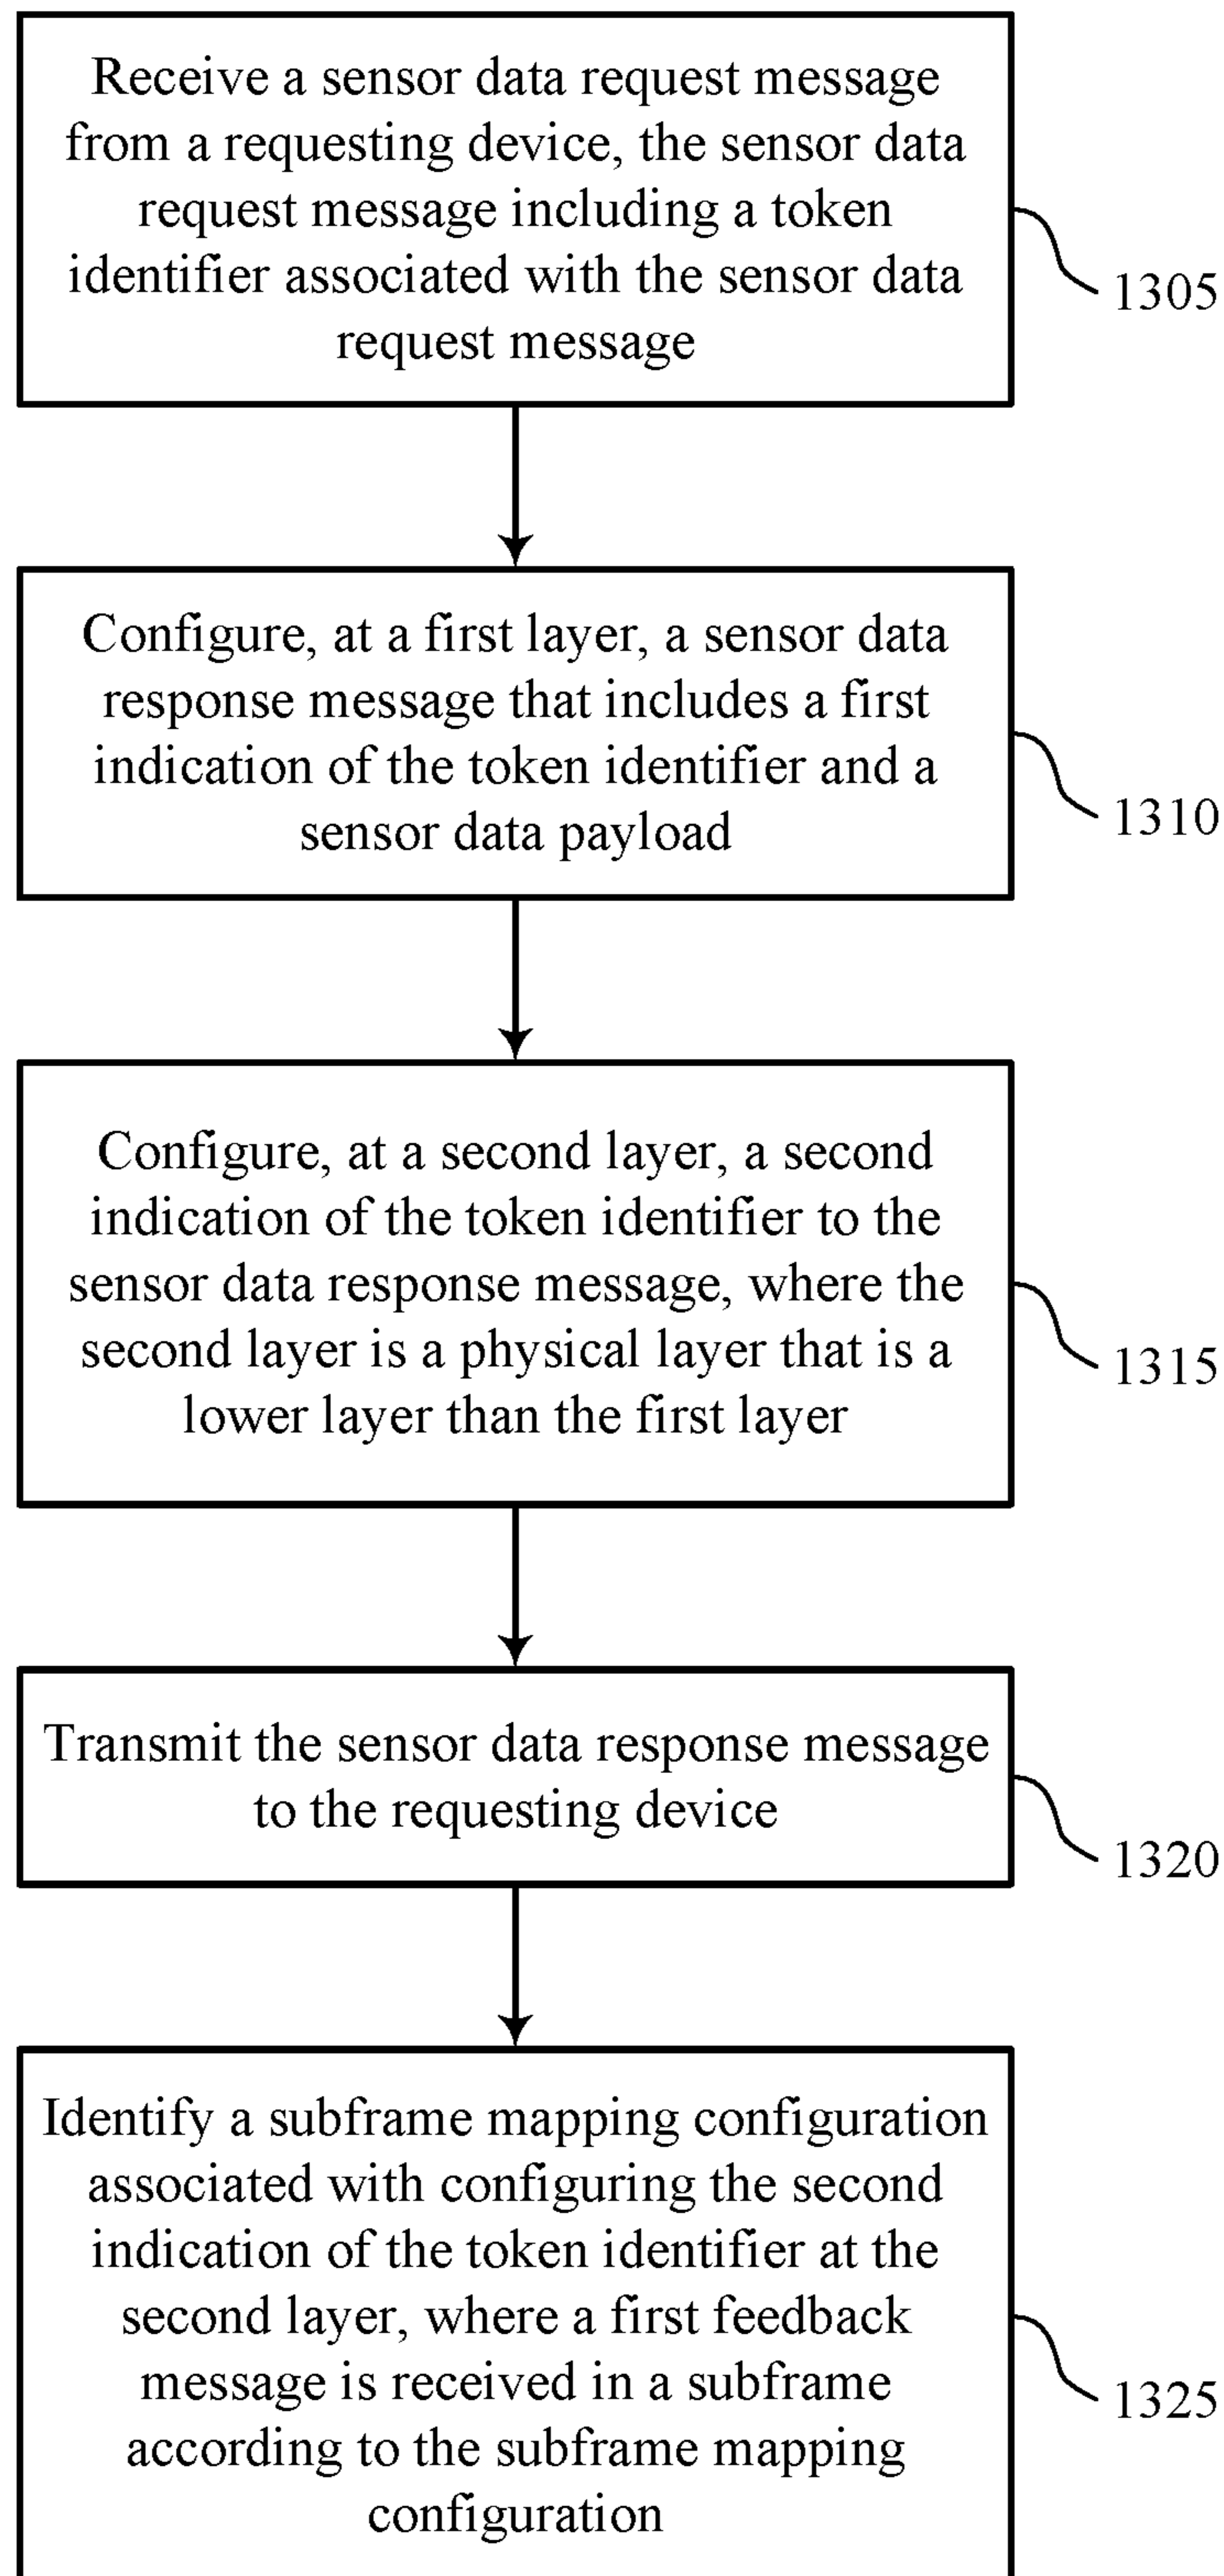 Receive a sensor data request message
from a requesting device, the sensor data
request message including a token
identifier associated with the sensor data
request message
1305
Configure, at a first layer, a sensor data
response message that includes a first
indication of the token identifier and a
sensor data payload
1310
Configure, at a second layer, a second
indication of the token identifier to the
sensor data response message, where the
second layer is a physical layer that is a
lower layer than the first layer
1315
Transmit the sensor data response message
to the requesting device
1320
Identify a subframe mapping configuration
associated with configuring the second
indication of the token identifier at the
second layer, where a first feedback
message is received in a subframe
according to the subframe mapping
configuration
1325